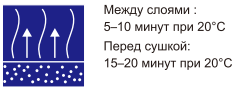 Между слоями :
5–10 минут при 20°C
Перед сушкой:
15–20 минут при 20°C